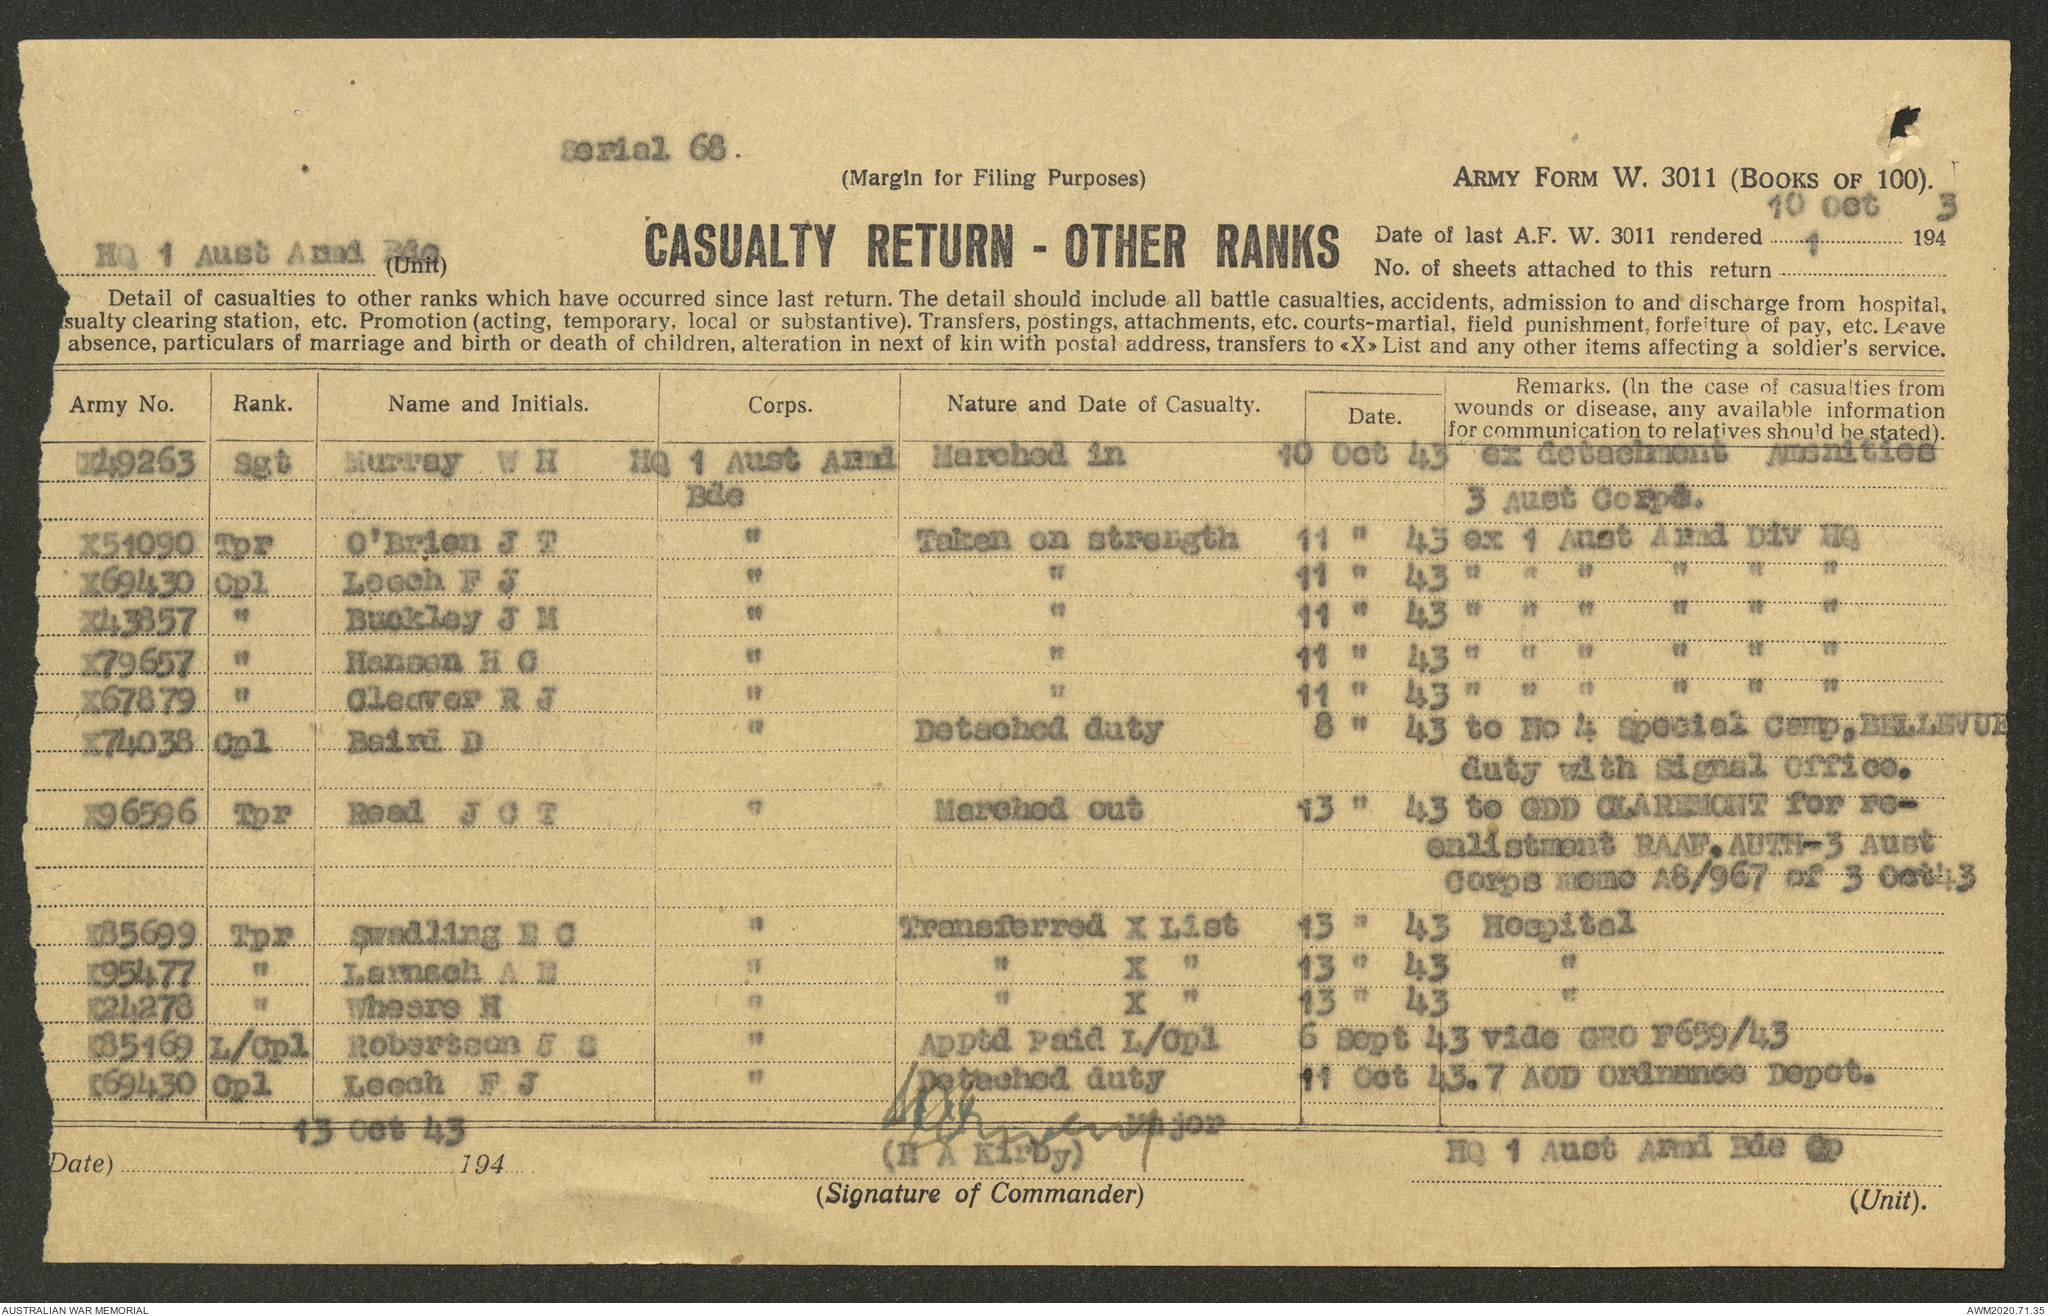 Serial 68.
(Margin for Filing Purposes)
ARMY FORM W. 3011 (BOOKS OF 100).
10 Oct 3
HQ 1 Aust Armd Bde
(Unit)
CASUALTY RETURN - OTHER RANKS
Date of last A.F. W. 3011 rendered 194
1
No. of sheets attached to this return
Detail of casualties to other ranks which have occurred since last return. The detail should include all battle casualties, accidents, admission to and discharge from hospital,
sualty clearing station, etc. Promotion (acting, temporary, local or substantive). Transfers, postings, attachments, etc. courts-martial, field punishment, forfeiture of pay, etc. Leave
absence, particulars of marriage and birth or death of children, alteration in next of kin with postal address, transfers to «X» List and any other items affecting a soldier's service.
Army No. Rank. Name and Initials. Corps. Nature and Date of Casualty. Date. Remarks. (In the case of casualties from
wounds or disease, any available information
for communication to relatives should be stated).
X49263 Sgt Murray W H HQ 1 Aust Armd Marched in 10 Oct 43 ex detachment Amenities
Bde 3 Aust Corps.
X51090 Tpr O'Brien J T " Taken on strength 11 " 43 ex 1 Aust Armd Div HQ
X69430 Cpl Leech F J " " 11 " 43 " " " " " "
X43857 " Buckley J M " " 11 " 43 " " " " " "
X79657 " Hanson H C " " 11 " 43 " " " " " "
X67879 " Cleaver R J " " 11 " 43 " " " " " "
X74038 Cpl Baird D " Detached duty 8 " 43 to No 4 Special Camp, BELLEVUE
duty with Signal Office.
X96596 Tpr Read J C T " Marched out 13 " 43 to GDD CLAREMONT for re-
enlistment RAAF. AUTH-3 Aust
Corps memo A8/967 of 3 Oct43
X85699 Tpr Swadling E C " Transferred X List 13 " 43 Hospital
X95477 " Larnach A E " " X " 13 " 43 "
X24278 " Wheare H " " X " 13 " 43 "
X85169 L/Cpl Robertson J S " Apptd Paid L/Cpl 6 Sept 43 vide GRO F659/43
X69430 Cpl Leech F J " Detached duty 11 Oct 43. 7 AOD Ordnance Depot.
13 Oct 43 Major
Date) 194
(H A Kirby) HQ 1 Aust Armd Bde Gp
(Signature of Commander) (Unit).
AUSTRALIAN WAR MEMORIAL AWM2020.71.35